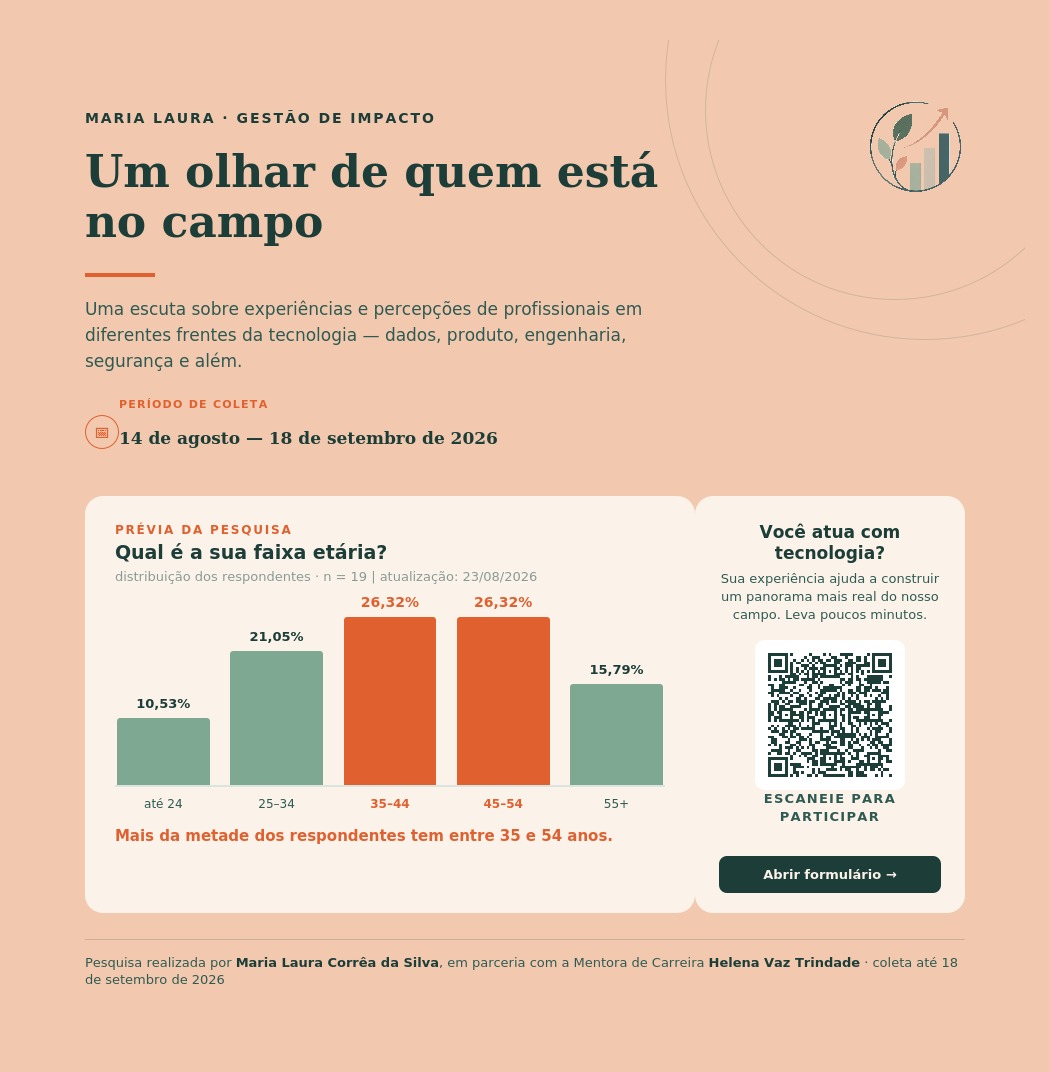 MARIA LAURA · GESTÃO DE IMPACTO
Um olhar de quem está
no campo
Uma escuta sobre experiências e percepções de profissionais em
diferentes frentes da tecnologia — dados, produto, engenharia,
segurança e além.
PERÍODO DE COLETA
14 de agosto — 18 de setembro de 2026
PRÉVIA DA PESQUISA
Qual é a sua faixa etária?
distribuição dos respondentes · n = 19 | atualização: 23/08/2026
26,32%
26,32%
21,05%
15,79%
10,53%
até 24
25–34
35–44
45–54
55+
Mais da metade dos respondentes tem entre 35 e 54 anos.
Você atua com
tecnologia?
Sua experiência ajuda a construir
um panorama mais real do nosso
campo. Leva poucos minutos.
ESCANEIE PARA
PARTICIPAR
Abrir formulário →
Pesquisa realizada por Maria Laura Corrêa da Silva, em parceria com a Mentora de Carreira Helena Vaz Trindade · coleta até 18
de setembro de 2026